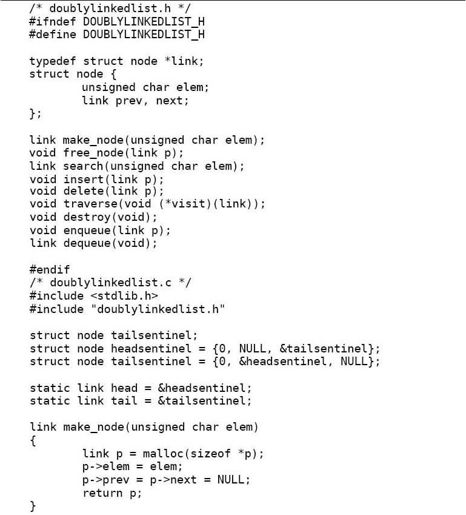 /* doublylinkedlist.h */
#ifndef DOUBLYLINKEDLIST_H
#define DOUBLYLINKEDLIST_H

typedef struct node *link;
struct node {
        unsigned char elem;
        link prev, next;
};

link make_node(unsigned char elem);
void free_node(link p);
link search(unsigned char elem);
void insert(link p);
void delete(link p);
void traverse(void (*visit)(link));
void destroy(void);
void enqueue(link p);
link dequeue(void);

#endif
/* doublylinkedlist.c */
#include <stdlib.h>
#include "doublylinkedlist.h"

struct node tailsentinel;
struct node headsentinel = {0, NULL, &tailsentinel};
struct node tailsentinel = {0, &headsentinel, NULL};

static link head = &headsentinel;
static link tail = &tailsentinel;

link make_node(unsigned char elem)
{
        link p = malloc(sizeof *p);
        p->elem = elem;
        p->prev = p->next = NULL;
        return p;
}